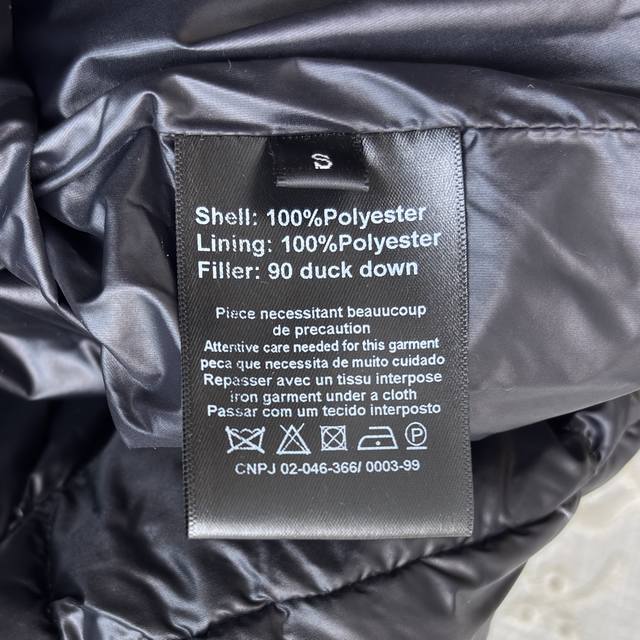 S
Shell: 100%Polyester
Lining: 100%Polyester
Filler: 90 duck down
Piece necessitant beauucoup
de precaution
Attentive care needed for this garment
peca que necessita de muito cuidado
Repasser avec un tissu interpose
iron garment under a cloth
Passar com um tecido interposto
P
CNPJ 02-046-366/ 0003-99